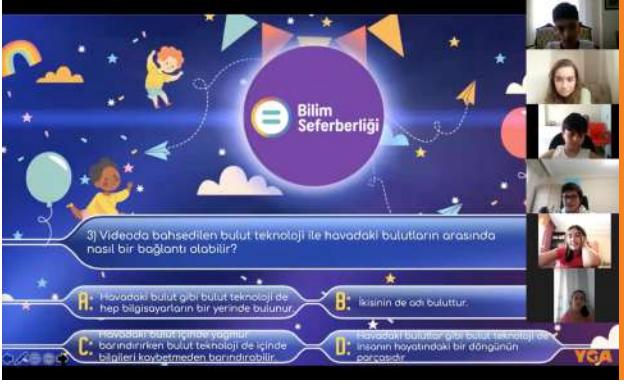 Bilim
Seferberliği
3) Videoda bahsedilen bulut teknoloji ile havadaki bulutların arasında
nasıl bir bağlantı olabilir?
A: Havadaki bulut gibi bulut teknoloji de
hep bilgisayarların bir yerinde bulunur.
B: İkisinin de adı buluttur.
C: Havadaki bulut içinde yağmur
barındırırken bulut teknoloji de içinde
bilgileri kaybetmeden barındırabilir.
D: Havadaki bulutlar gibi bulut teknoloji de
insanın hayatındaki bir döngünün
parçasıdır
YGA